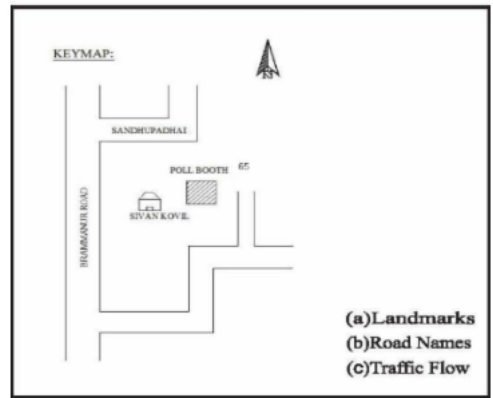 KEYMAP:
N
SANDHUPADHAI
POLL BOOTH 65
SIVAN KOVIL
BRAMMANUR ROAD
(a)Landmarks
(b)Road Names
(c)Traffic Flow